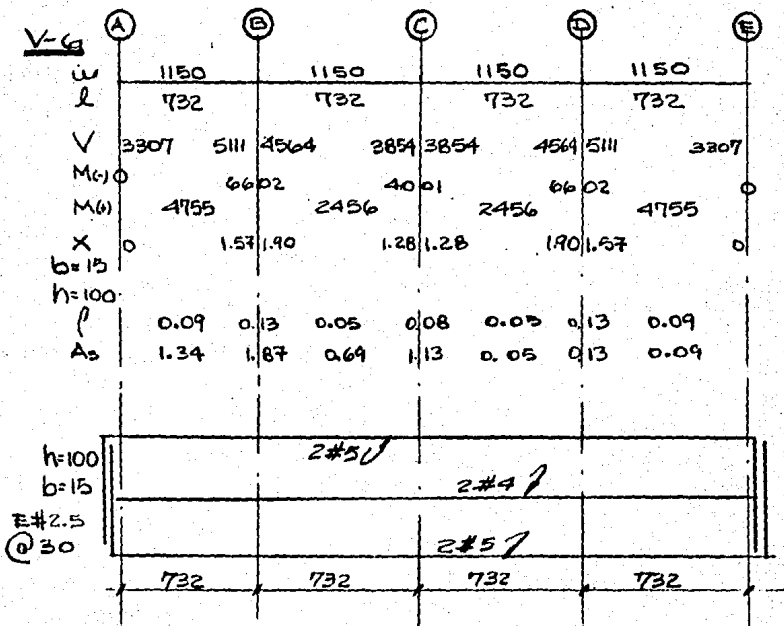 A B C D E
V-6
w 1150 1150 1150 1150
l 732 732 732 732
V 3307 5111 4564 3854 3854 4564 5111 3307
M(-) 0 6602 4001 6602 0
M(+) 4755 2456 2456 4755
X 0 1.57 1.90 1.28 1.28 1.90 1.57 0
b=15
h=100
ρ 0.09 0.13 0.05 0.08 0.05 0.13 0.09
As 1.34 1.87 0.69 1.13 0.05 0.13 0.09
h=100 2#5
b=15 2#4
E#2.5
@30 2#5
732 732 732 732